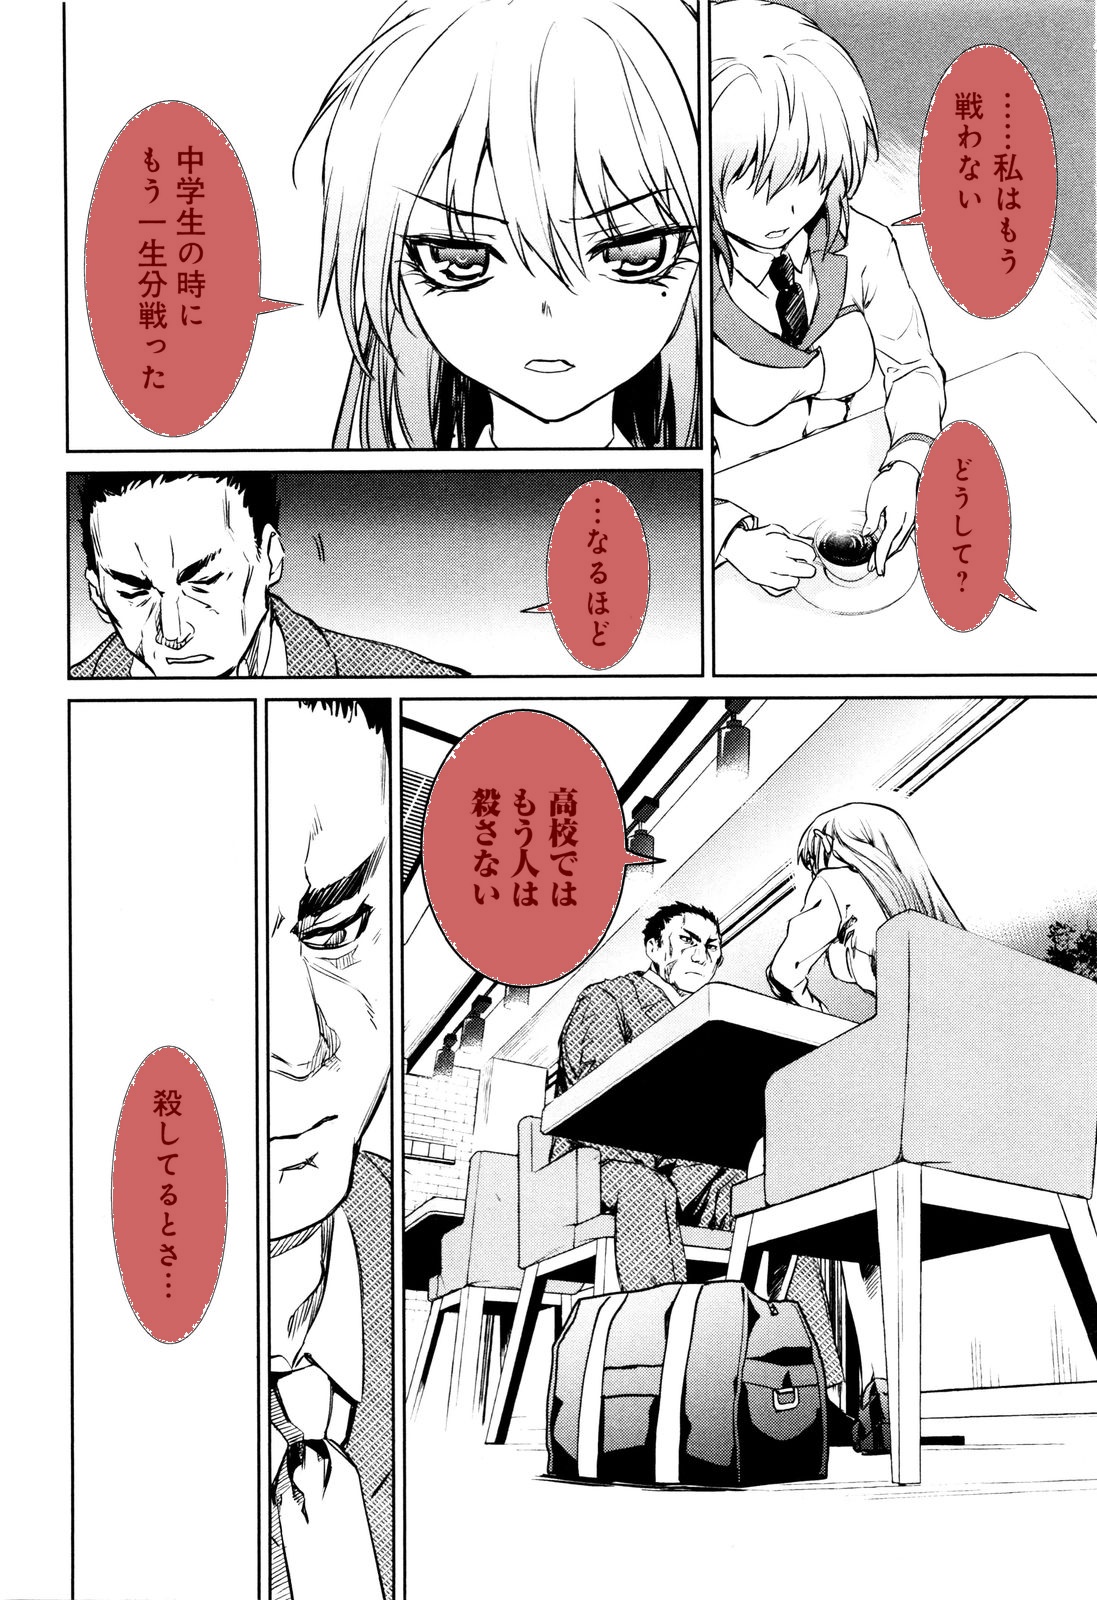 ……私はもう
戦わない
どうして?
中学生の時に
もう一生分戦った
…なるほど
高校では
もう人は
殺さない
殺してるとさ…